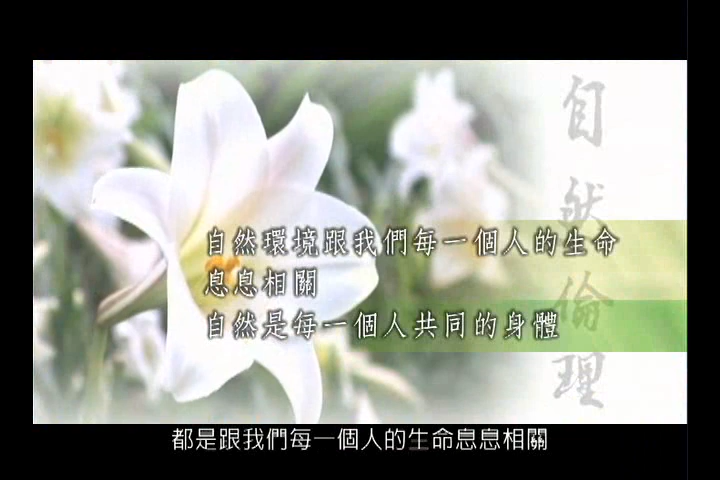 自然倫理
自然環境跟我們每一個人的生命
息息相關
自然是每一個人共同的身體
都是跟我們每一個人的生命息息相關